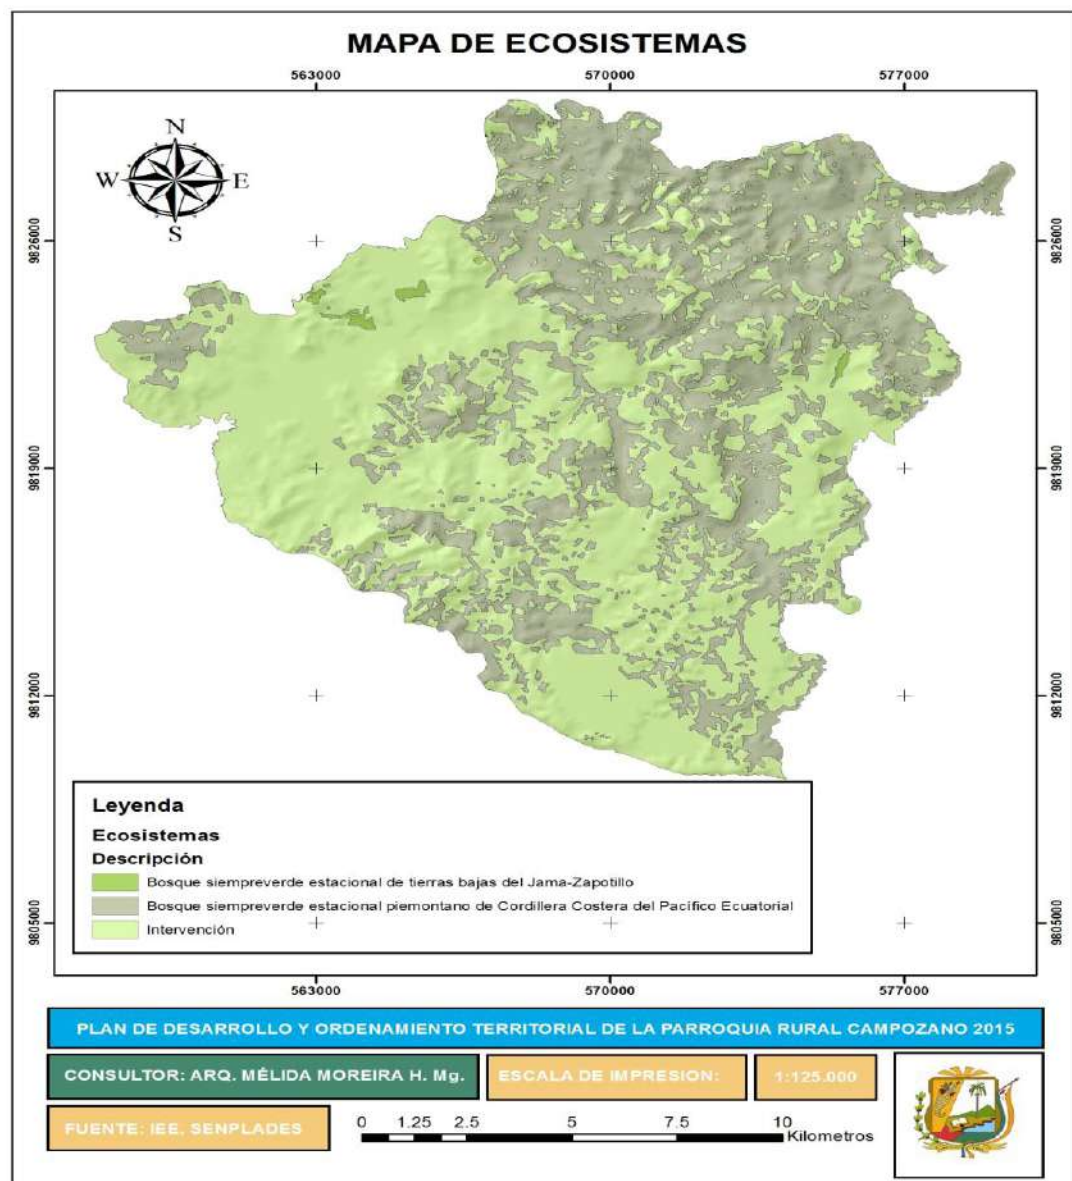 MAPA DE ECOSISTEMAS
563000 570000 577000
N
W E
S
9826000 9826000
9819000 9819000
9812000 9812000
9805000 9805000
Leyenda
Ecosistemas
Descripción
Bosque siempreverde estacional de tierras bajas del Jama-Zapotillo
Bosque siempreverde estacional piemontano de Cordillera Costera del Pacífico Ecuatorial
Intervención
563000 570000 577000
PLAN DE DESARROLLO Y ORDENAMIENTO TERRITORIAL DE LA PARROQUIA RURAL CAMPOZANO 2015
CONSULTOR: ARQ. MÉLIDA MOREIRA H. Mg. ESCALA DE IMPRESION: 1:125.000
FUENTE: IEE. SENPLADES
0 1.25 2.5 5 7.5 10
Kilometros